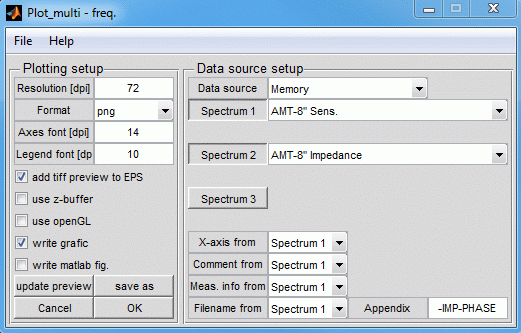 Plot_multi - freq.
File Help
Plotting setup
Resolution [dpi] 72
Format png
Axes font [dpi] 14
Legend font [dp 10
add tiff preview to EPS
use z-buffer
use openGL
write grafic
write matlab fig.
update preview save as
Cancel OK
Data source setup
Data source Memory
Spectrum 1 AMT-8" Sens.
Spectrum 2 AMT-8" Impedance
Spectrum 3
X-axis from Spectrum 1
Comment from Spectrum 1
Meas. info from Spectrum 1
Filename from Spectrum 1 Appendix -IMP-PHASE